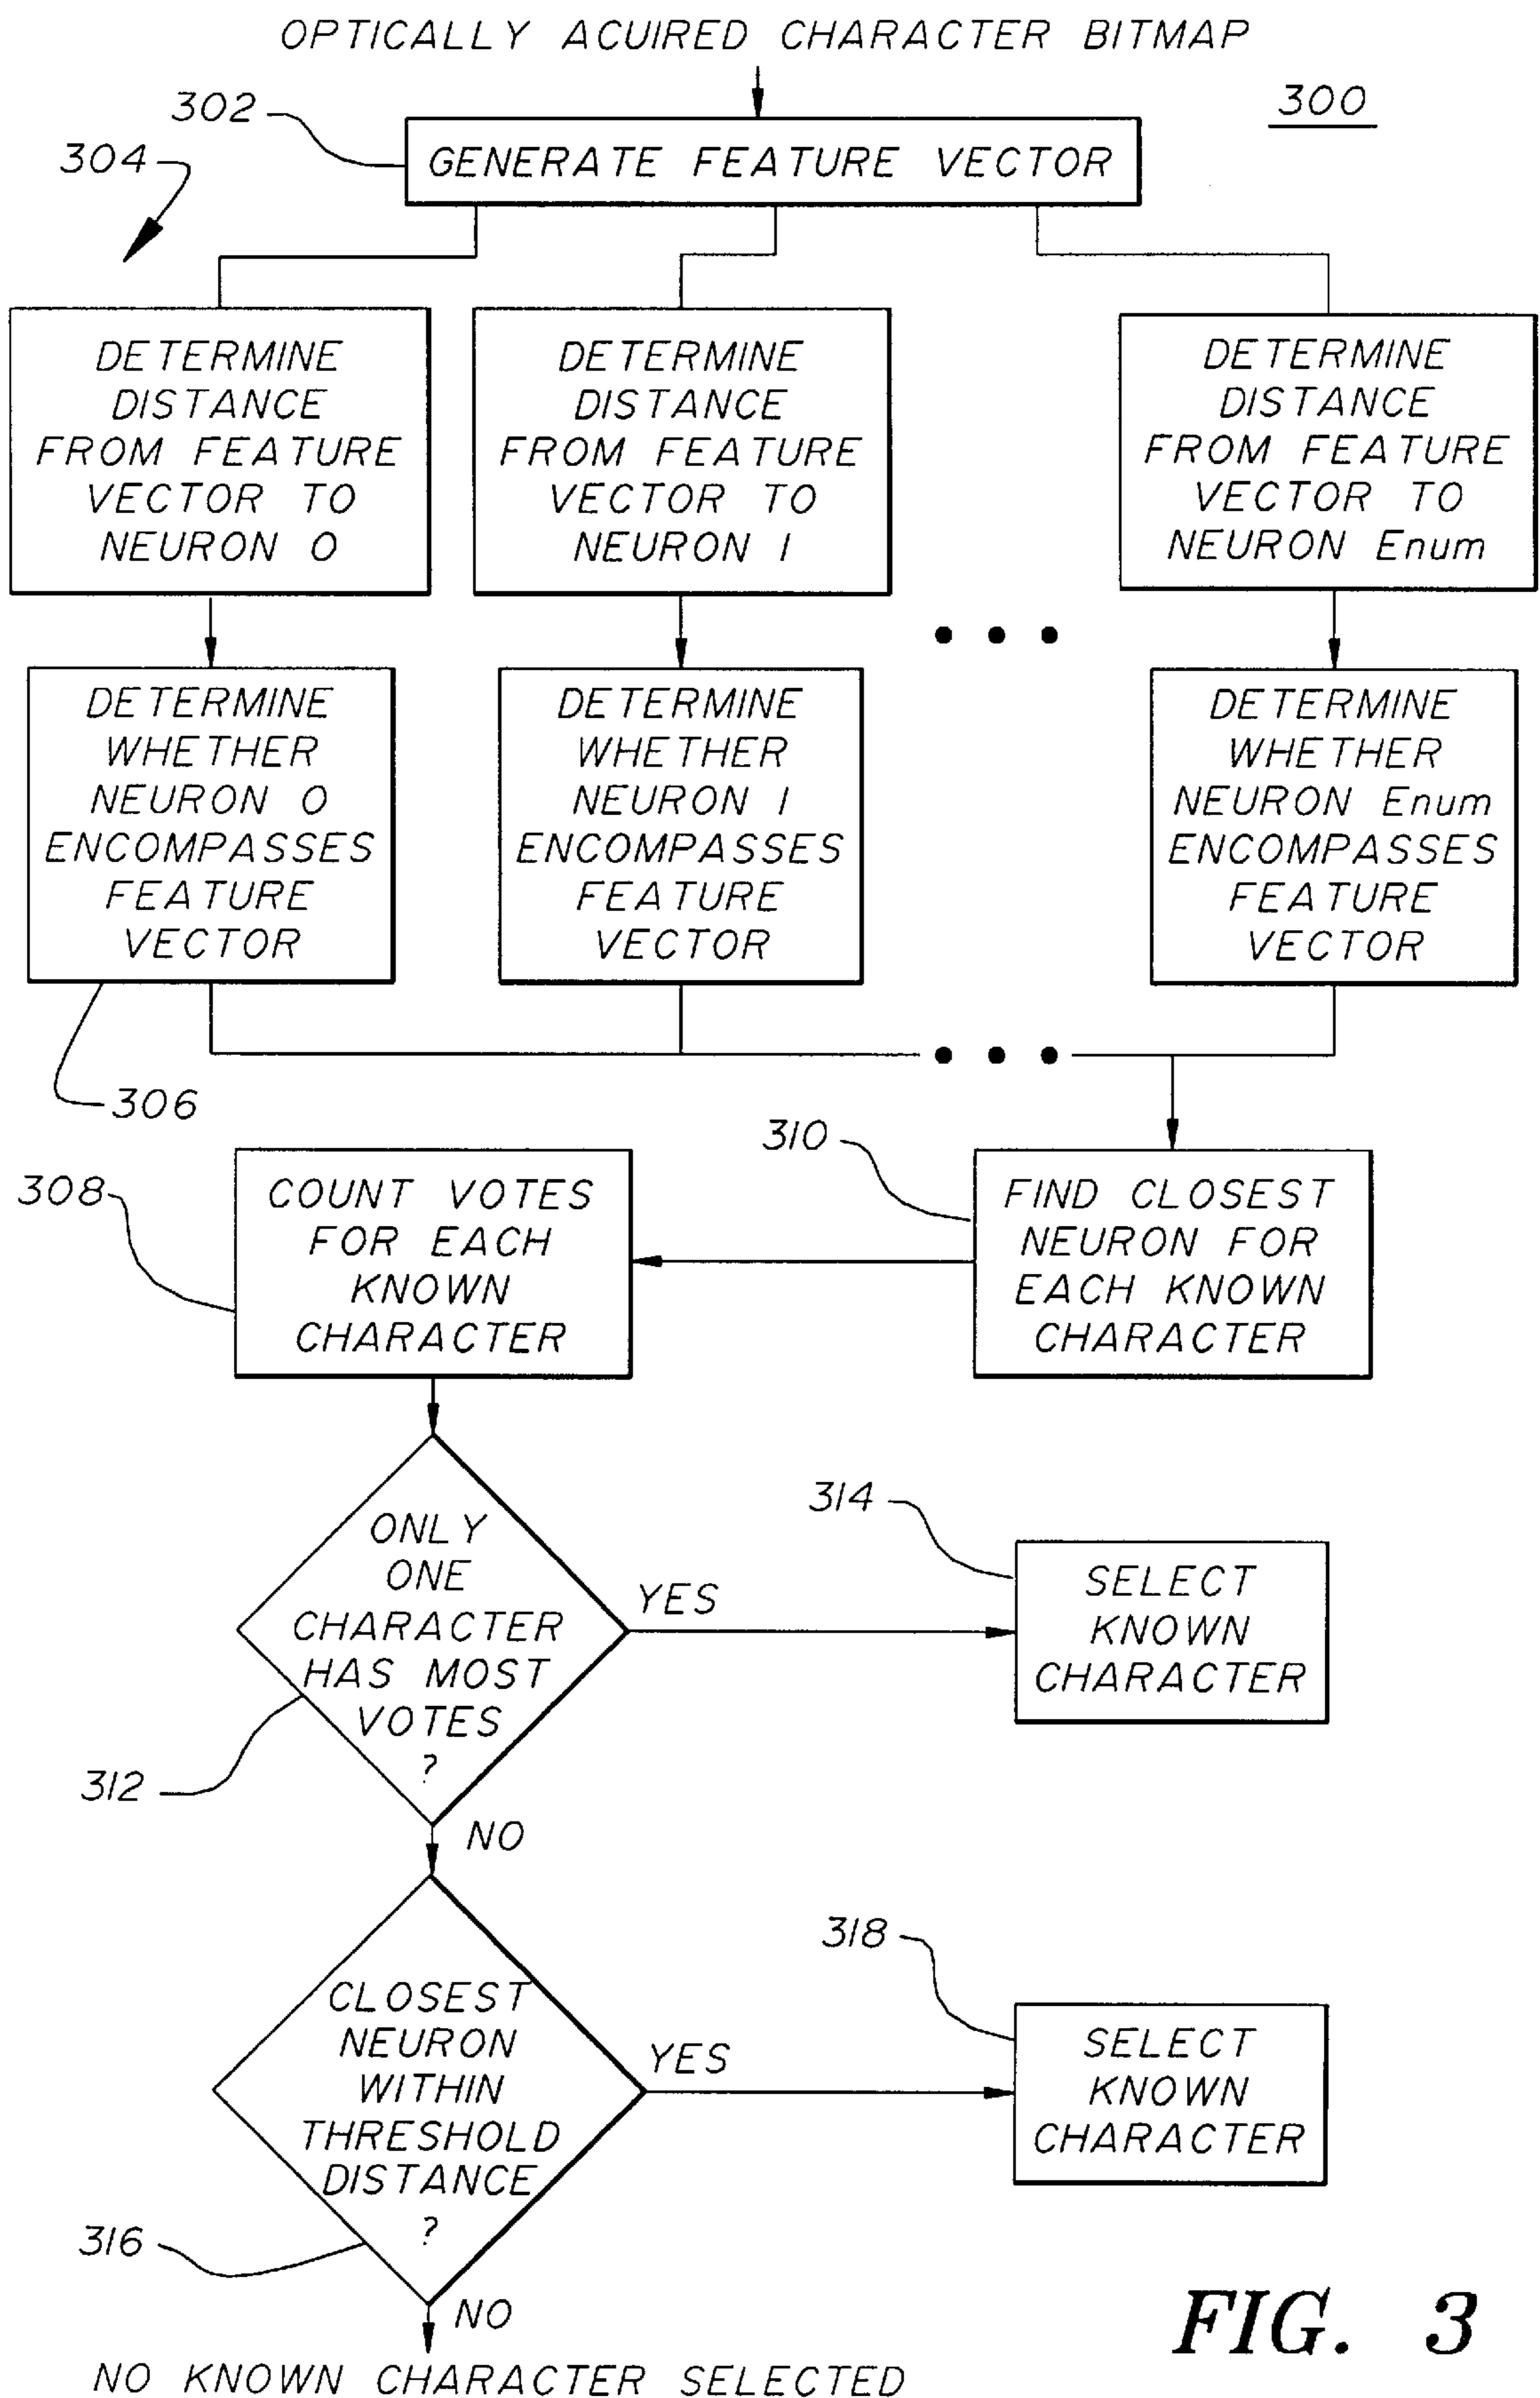 OPTICALLY ACUIRED CHARACTER BITMAP
300
302
GENERATE FEATURE VECTOR
304
DETERMINE
DISTANCE
FROM FEATURE
VECTOR TO
NEURON 0
DETERMINE
DISTANCE
FROM FEATURE
VECTOR TO
NEURON 1
DETERMINE
DISTANCE
FROM FEATURE
VECTOR TO
NEURON Enum
DETERMINE
WHETHER
NEURON 0
ENCOMPASSES
FEATURE
VECTOR
DETERMINE
WHETHER
NEURON 1
ENCOMPASSES
FEATURE
VECTOR
DETERMINE
WHETHER
NEURON Enum
ENCOMPASSES
FEATURE
VECTOR
306
310
FIND CLOSEST
NEURON FOR
EACH KNOWN
CHARACTER
308
COUNT VOTES
FOR EACH
KNOWN
CHARACTER
ONLY
ONE
CHARACTER
HAS MOST
VOTES
?
312
YES
314
SELECT
KNOWN
CHARACTER
NO
CLOSEST
NEURON
WITHIN
THRESHOLD
DISTANCE
?
316
YES
318
SELECT
KNOWN
CHARACTER
NO
NO KNOWN CHARACTER SELECTED
FIG. 3